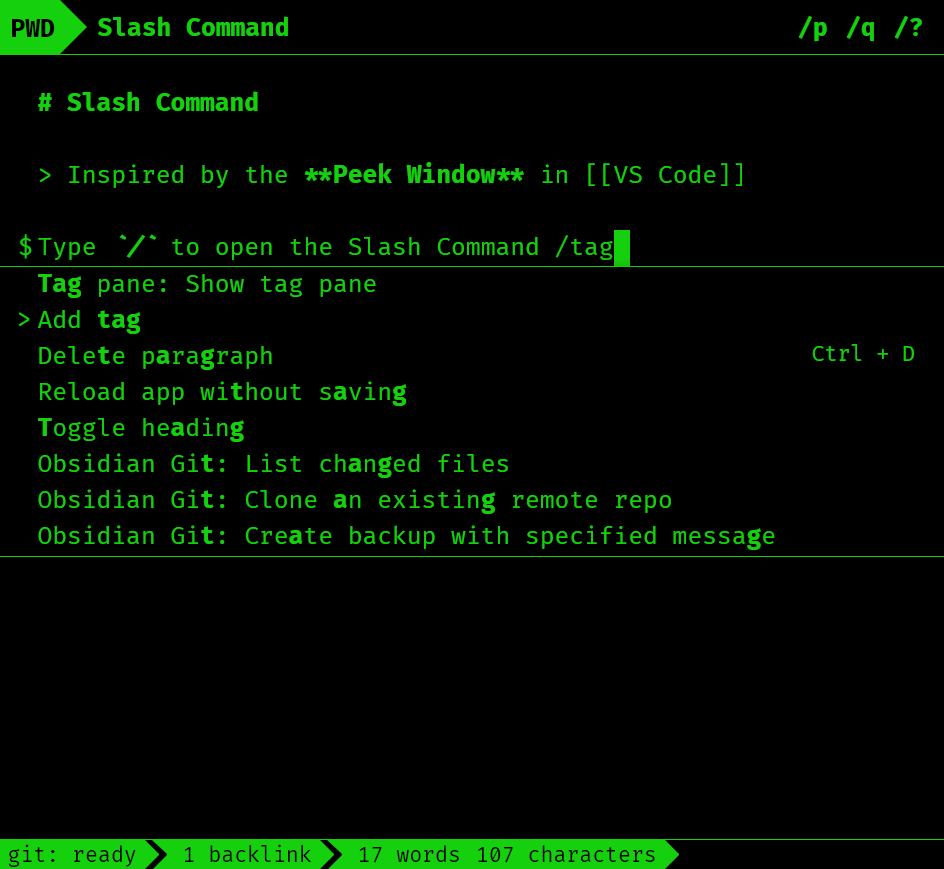 PWD Slash Command /p /q /?
# Slash Command
> Inspired by the **Peek Window** in [[VS Code]]
$ Type `/` to open the Slash Command /tag
Tag pane: Show tag pane
> Add tag
Delete paragraph Ctrl + D
Reload app without saving
Toggle heading
Obsidian Git: List changed files
Obsidian Git: Clone an existing remote repo
Obsidian Git: Create backup with specified message
git: ready 1 backlink 17 words 107 characters